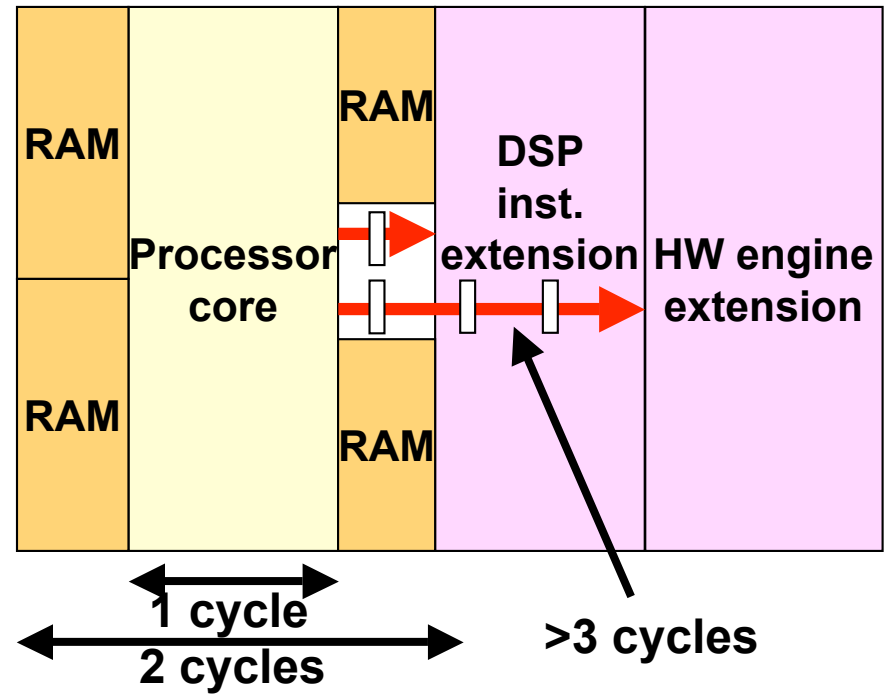 RAM
RAM
Processor
core
RAM
RAM
DSP
inst.
extension
HW engine
extension
1 cycle
2 cycles
>3 cycles